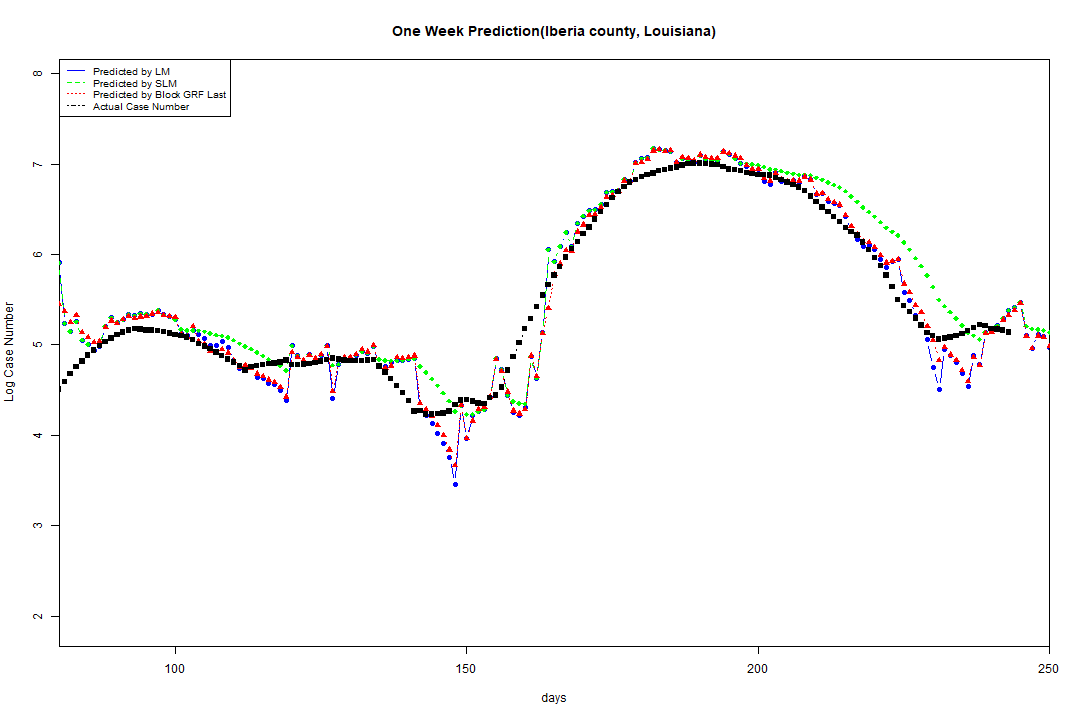 One Week Prediction(Iberia county, Louisiana)
Predicted by LM
Predicted by SLM
Predicted by Block GRF Last
Actual Case Number
8
7
6
5
4
3
2
Log Case Number
100
150
200
250
days